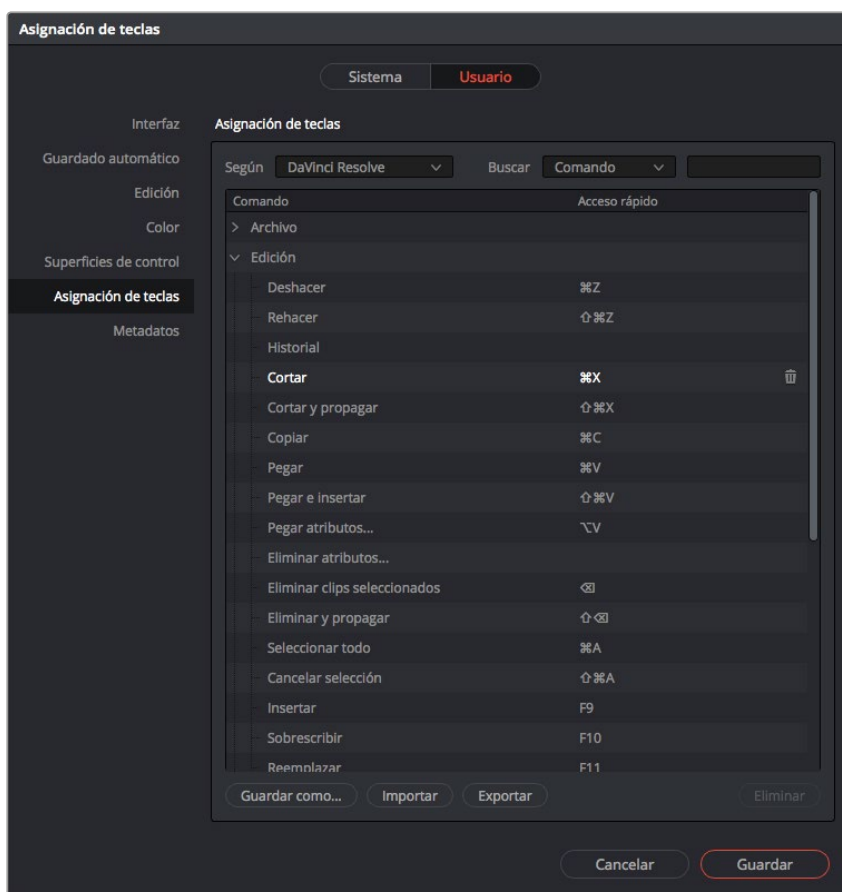 Asignación de teclas
Sistema Usuario
Interfaz
Guardado automático
Edición
Color
Superficies de control
Asignación de teclas
Metadatos
Asignación de teclas
Según DaVinci Resolve Buscar Comando
Comando Acceso rápido
> Archivo
Edición
Deshacer ⌘Z
Rehacer ⇧⌘Z
Historial
Cortar ⌘X
Cortar y propagar ⇧⌘X
Copiar ⌘C
Pegar ⌘V
Pegar e insertar ⇧⌘V
Pegar atributos... ⌥V
Eliminar atributos...
Eliminar clips seleccionados ⌫
Eliminar y propagar ⇧⌫
Seleccionar todo ⌘A
Cancelar selección ⇧⌘A
Insertar F9
Sobrescribir F10
Reemplazar F11
Guardar como... Importar Exportar Eliminar
Cancelar Guardar